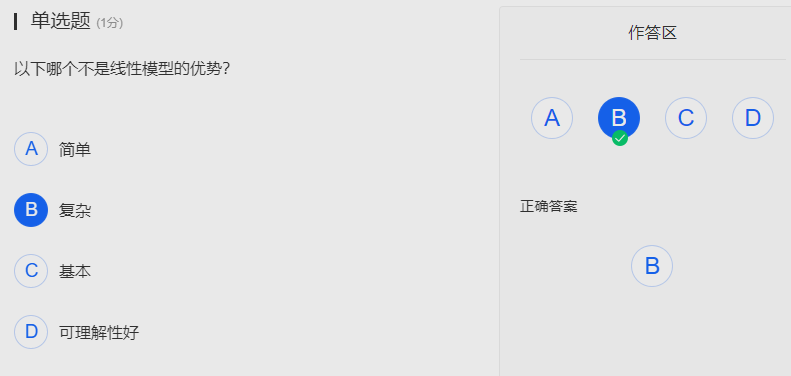 单选题 (1分)
以下哪个不是线性模型的优势?
A 简单
B 复杂
C 基本
D 可理解性好
作答区
A B C D
正确答案
B